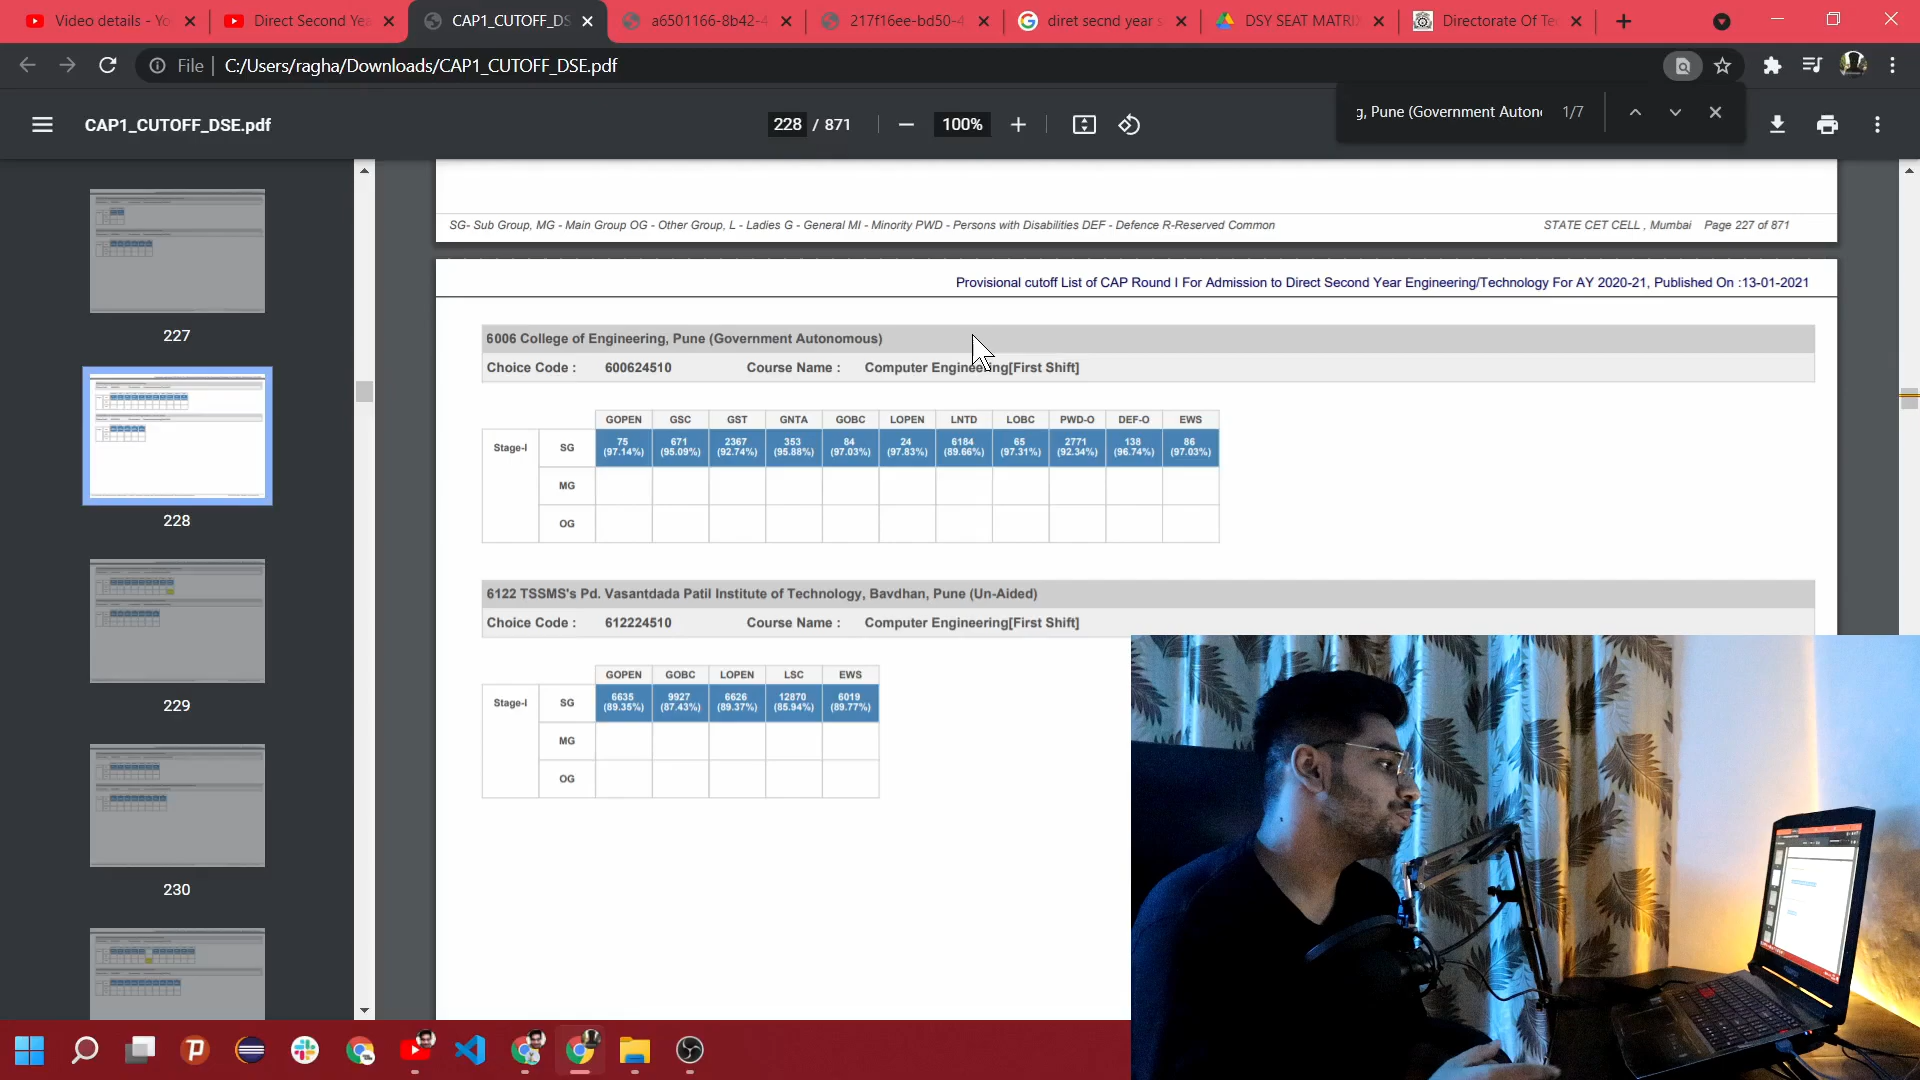 Video details - Yo
Direct Second Yea
CAP1_CUTOFF_DS
a6501166-8b42-4
217f16ee-bd50-4
diret secnd year s
DSY SEAT MATRI
Directorate Of Te
File
C:/Users/ragha/Downloads/CAP1_CUTOFF_DSE.pdf
CAP1_CUTOFF_DSE.pdf
228 / 871
100%
g, Pune (Government Auton
1/7
227
228
229
230
SG- Sub Group, MG - Main Group OG - Other Group, L - Ladies G - General MI - Minority PWD - Persons with Disabilities DEF - Defence R-Reserved Common
STATE CET CELL , Mumbai Page 227 of 871
Provisional cutoff List of CAP Round I For Admission to Direct Second Year Engineering/Technology For AY 2020-21, Published On :13-01-2021
6006 College of Engineering, Pune (Government Autonomous)
Choice Code : 600624510 Course Name : Computer Engineering[First Shift]
GOPEN GSC GST GNTA GOBC LOPEN LNTD LOBC PWD-O DEF-O EWS
Stage-I SG 75 671 2367 353 84 24 6184 65 2771 138 86
(97.14%) (95.09%) (92.74%) (95.88%) (97.03%) (97.83%) (89.66%) (97.31%) (92.34%) (96.74%) (97.03%)
MG
OG
6122 TSSMS's Pd. Vasantdada Patil Institute of Technology, Bavdhan, Pune (Un-Aided)
Choice Code : 612224510 Course Name : Computer Engineering[First Shift]
GOPEN GOBC LOPEN LSC EWS
Stage-I SG 6635 9927 6626 12870 6019
(89.35%) (87.43%) (89.37%) (85.94%) (89.77%)
MG
OG